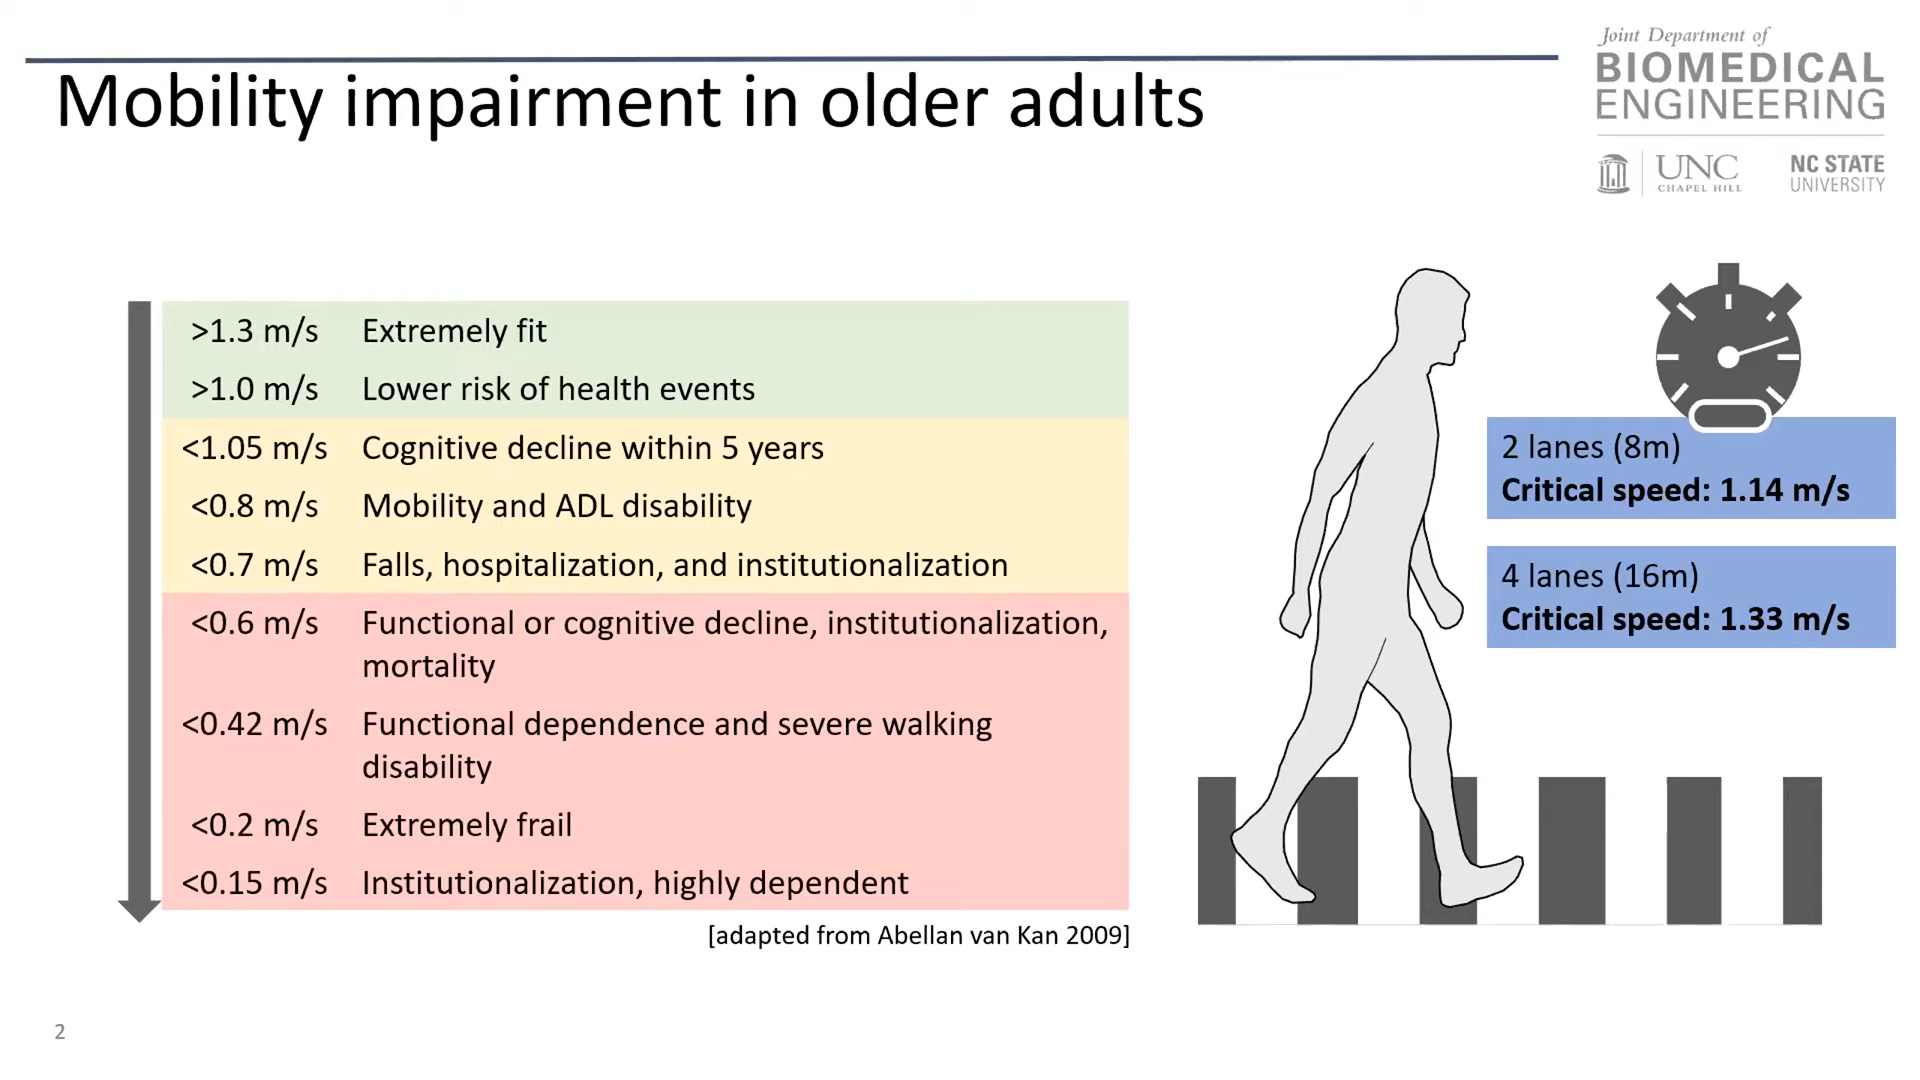 Joint Department of
BIOMEDICAL
ENGINEERING
UNC
CHAPEL HILL
NC STATE
UNIVERSITY
Mobility impairment in older adults
>1.3 m/s Extremely fit
>1.0 m/s Lower risk of health events
<1.05 m/s Cognitive decline within 5 years
<0.8 m/s Mobility and ADL disability
<0.7 m/s Falls, hospitalization, and institutionalization
<0.6 m/s Functional or cognitive decline, institutionalization,
mortality
<0.42 m/s Functional dependence and severe walking
disability
<0.2 m/s Extremely frail
<0.15 m/s Institutionalization, highly dependent
[adapted from Abellan van Kan 2009]
2 lanes (8m)
Critical speed: 1.14 m/s
4 lanes (16m)
Critical speed: 1.33 m/s
2